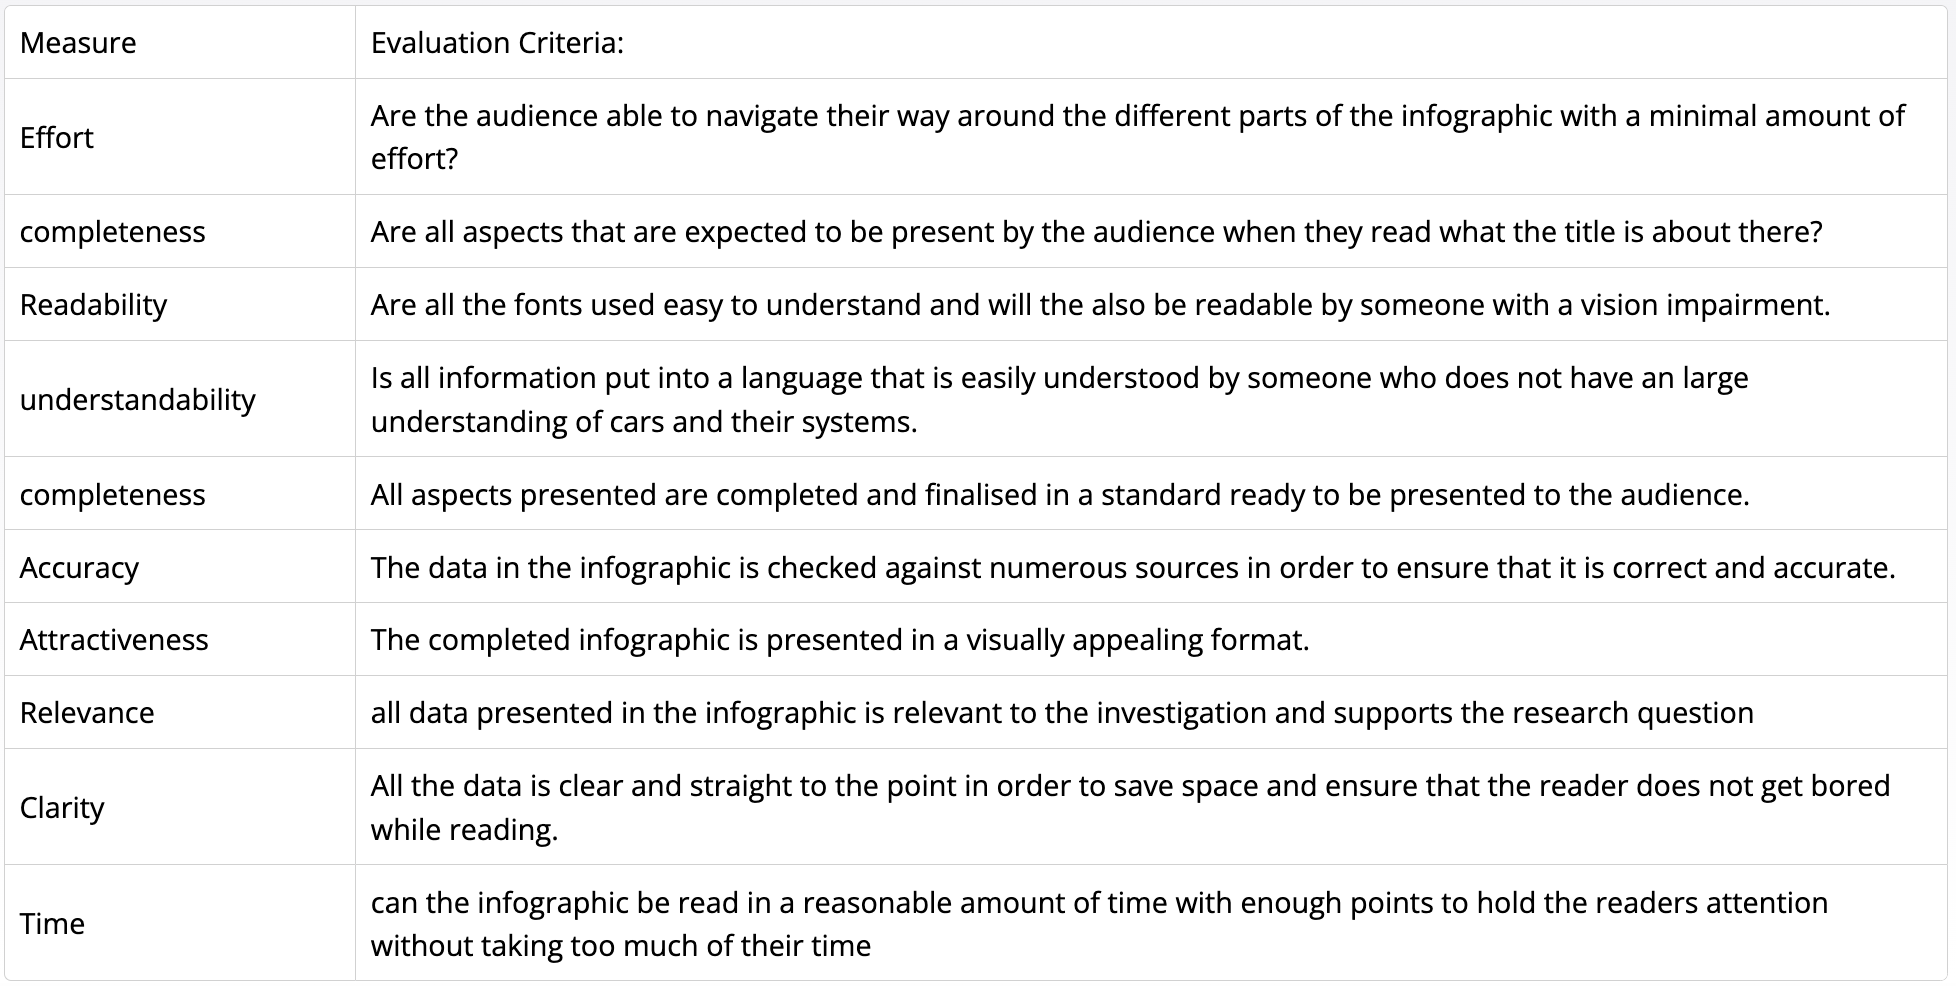 Measure
Evaluation Criteria:
Effort
Are the audience able to navigate their way around the different parts of the infographic with a minimal amount of
effort?
completeness
Are all aspects that are expected to be present by the audience when they read what the title is about there?
Readability
Are all the fonts used easy to understand and will the also be readable by someone with a vision impairment.
understandability
Is all information put into a language that is easily understood by someone who does not have an large
understanding of cars and their systems.
completeness
All aspects presented are completed and finalised in a standard ready to be presented to the audience.
Accuracy
The data in the infographic is checked against numerous sources in order to ensure that it is correct and accurate.
Attractiveness
The completed infographic is presented in a visually appealing format.
Relevance
all data presented in the infographic is relevant to the investigation and supports the research question
Clarity
All the data is clear and straight to the point in order to save space and ensure that the reader does not get bored
while reading.
Time
can the infographic be read in a reasonable amount of time with enough points to hold the readers attention
without taking too much of their time